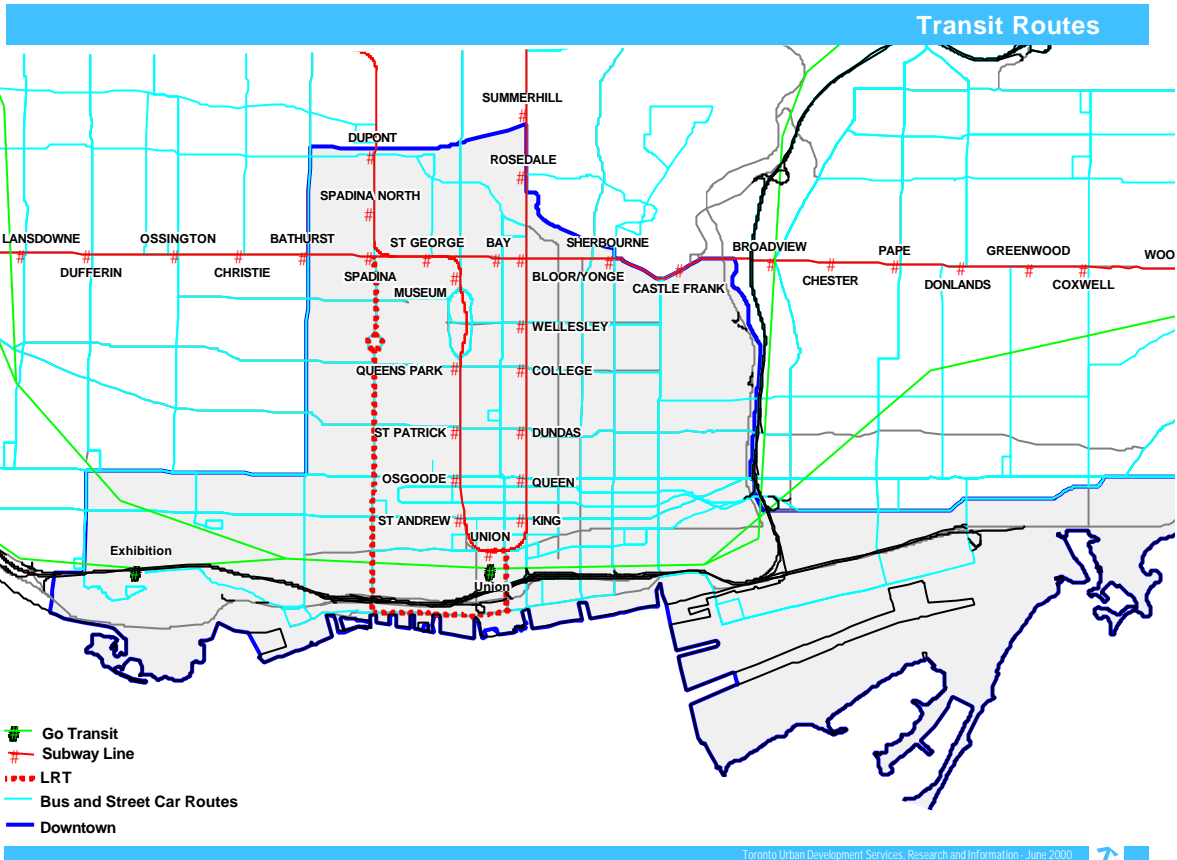 Transit Routes
SUMMERHILL
DUPONT
ROSEDALE
SPADINA NORTH
LANSDOWNE
OSSINGTON
BATHURST
ST GEORGE
BAY
SHERBOURNE
BROADVIEW
PAPE
GREENWOOD
WOO
DUFFERIN
CHRISTIE
SPADINA
MUSEUM
BLOOR/YONGE
CASTLE FRANK
CHESTER
DONLANDS
COXWELL
WELLESLEY
QUEENS PARK
COLLEGE
ST PATRICK
DUNDAS
OSGOODE
QUEEN
ST ANDREW
KING
UNION
Exhibition
Union
Go Transit
Subway Line
LRT
Bus and Street Car Routes
Downtown
Toronto Urban Development Services, Research and Information - June 2000